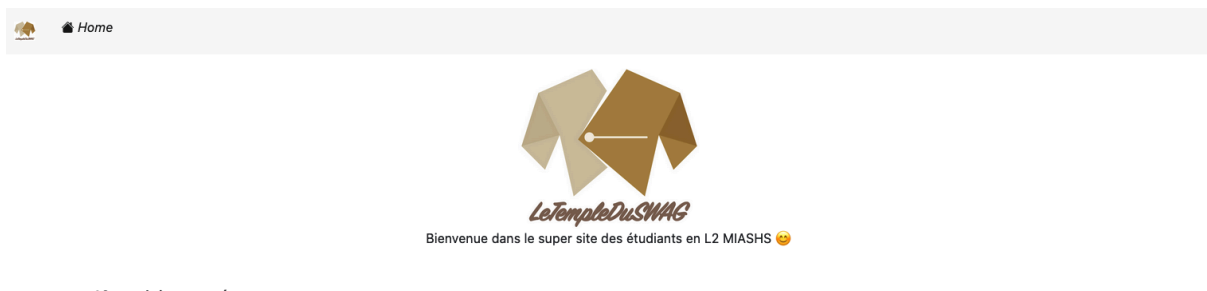 Home
LeTempleDuSWAG
Bienvenue dans le super site des étudiants en L2 MIASHS 😊